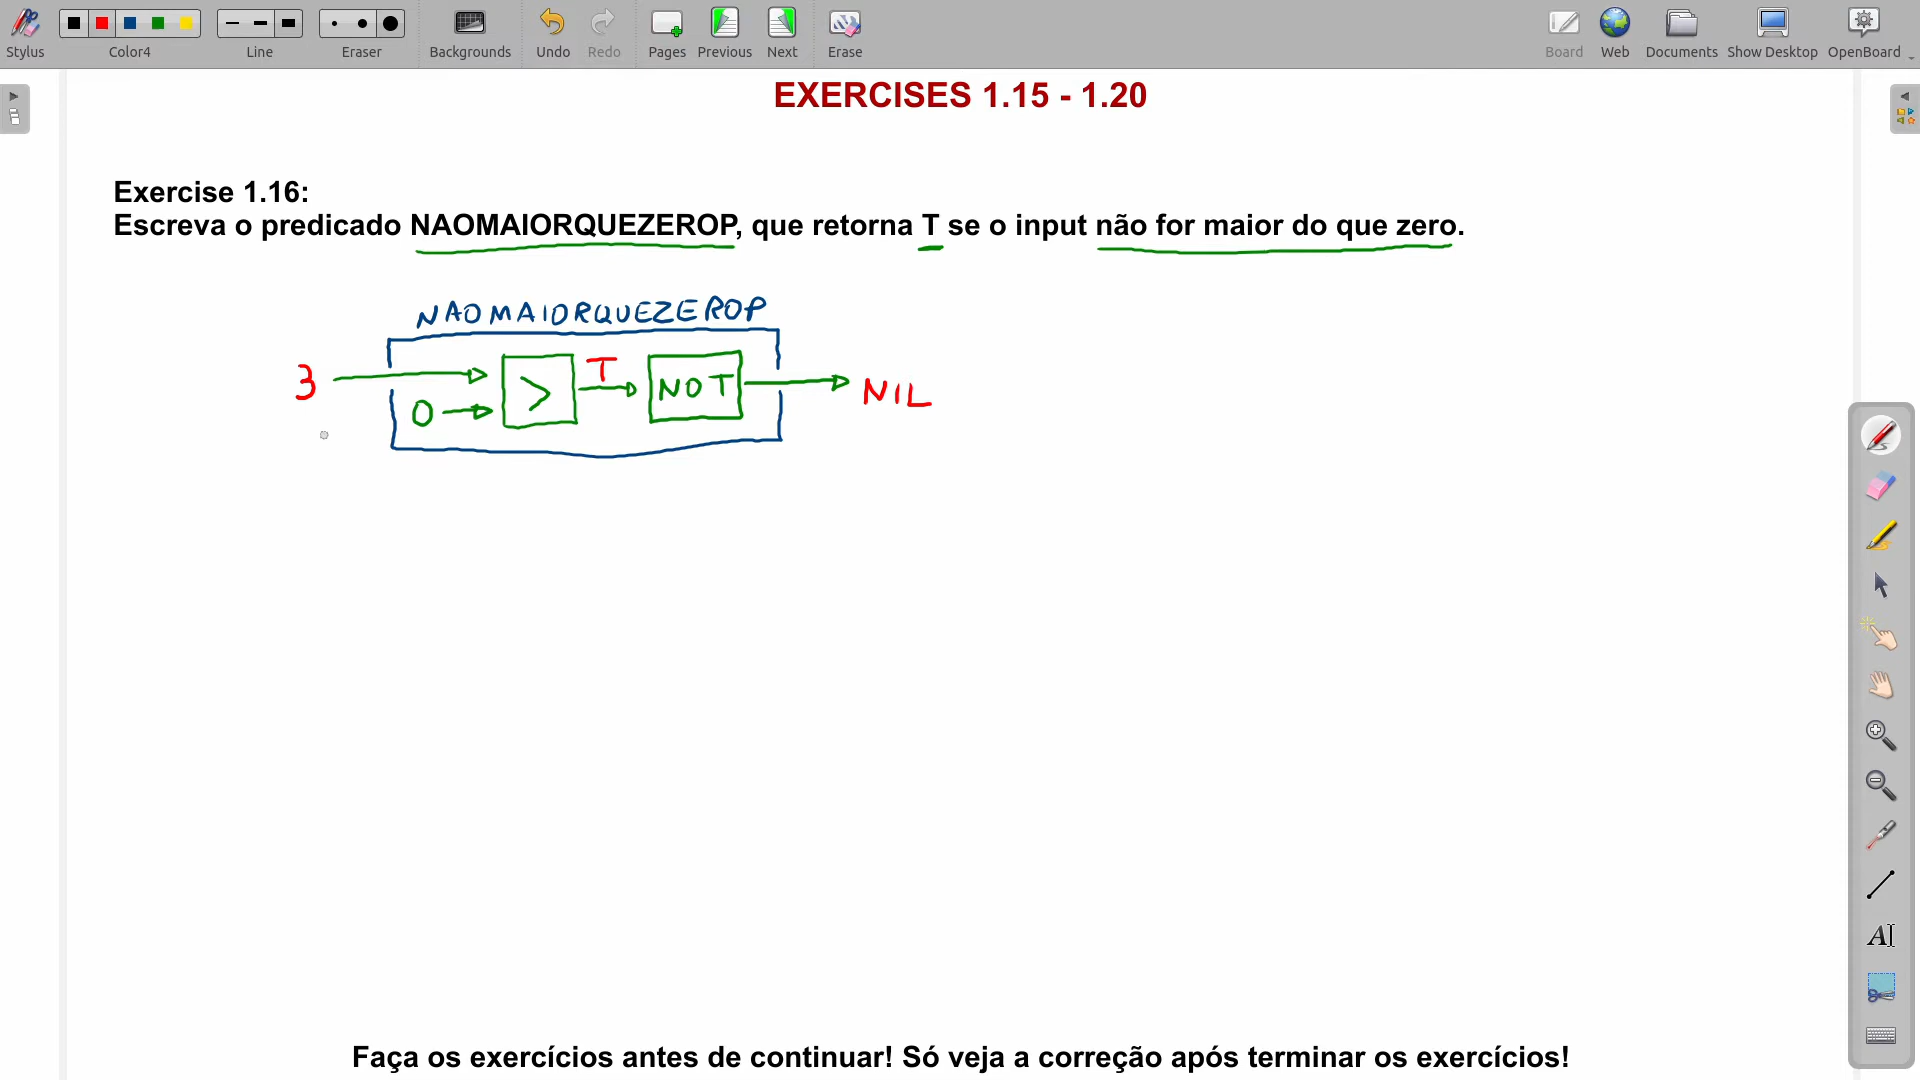 Stylus Color4 Line Eraser Backgrounds Undo Redo Pages Previous Next Erase Board Web Documents Show Desktop OpenBoard
EXERCISES 1.15 - 1.20
Exercise 1.16:
Escreva o predicado NAOMAIORQUEZEROP, que retorna T se o input não for maior do que zero.
NAOMAIORQUEZEROP
3 > T NOT NIL
0
AI
Faça os exercícios antes de continuar! Só veja a correção após terminar os exercícios!